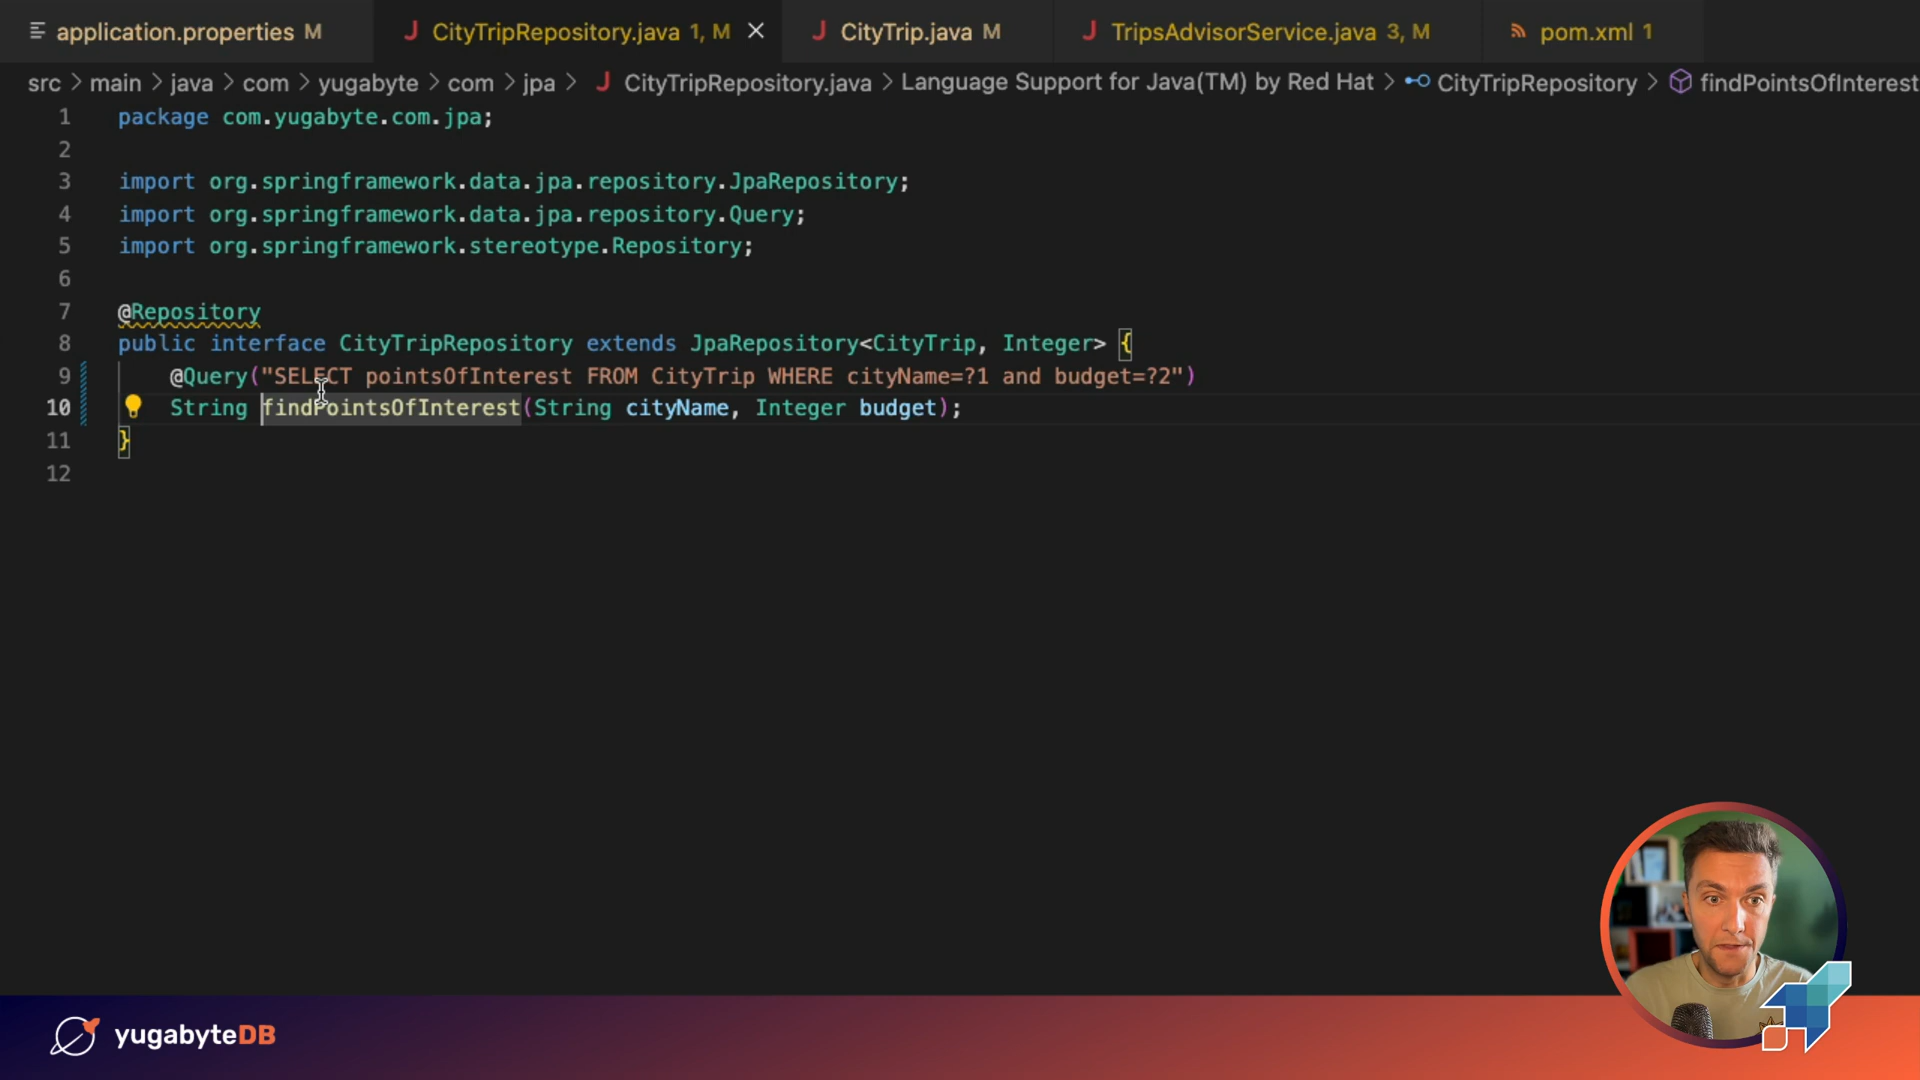 application.properties M
CityTripRepository.java 1, M
CityTrip.java M
TripsAdvisorService.java 3, M
pom.xml 1
src > main > java > com > yugabyte > com > jpa > CityTripRepository.java > Language Support for Java(TM) by Red Hat > CityTripRepository > findPointsOfInterest
1 package com.yugabyte.com.jpa;
2
3 import org.springframework.data.jpa.repository.JpaRepository;
4 import org.springframework.data.jpa.repository.Query;
5 import org.springframework.stereotype.Repository;
6
7 @Repository
8 public interface CityTripRepository extends JpaRepository<CityTrip, Integer> {
9 @Query("SELECT pointsOfInterest FROM CityTrip WHERE cityName=?1 and budget=?2")
10 String findPointsOfInterest(String cityName, Integer budget);
11 }
12
yugabyteDB